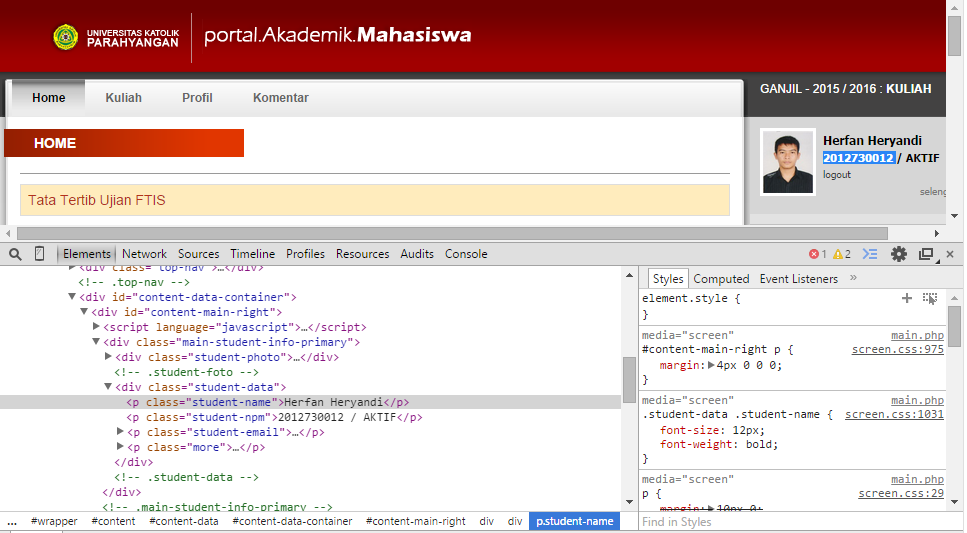 UNIVERSITAS KATOLIK
PARAHYANGAN
portal.Akademik.Mahasiswa
Home Kuliah Profil Komentar
GANJIL - 2015 / 2016 : KULIAH
HOME
Herfan Heryandi
2012730012 / AKTIF
logout
seleng
Tata Tertib Ujian FTIS
Elements Network Sources Timeline Profiles Resources Audits Console
1 2
<div class="top-nav">…</div>
<!-- .top-nav -->
<div id="content-data-container">
<div id="content-main-right">
<script language="javascript">…</script>
<div class="main-student-info-primary">
<div class="student-photo">…</div>
<!-- .student-foto -->
<div class="student-data">
<p class="student-name">Herfan Heryandi</p>
<p class="student-npm">2012730012 / AKTIF</p>
<p class="student-email">…</p>
<p class="more">…</p>
</div>
<!-- .student-data -->
</div>
<!-- .main-student-info-primary -->
... #wrapper #content #content-data #content-data-container #content-main-right div div p.student-name
Styles Computed Event Listeners »
element.style {
}
media="screen" main.php
#content-main-right p { screen.css:975
margin: 4px 0 0 0;
}
media="screen" main.php
.student-data .student-name { screen.css:1031
font-size: 12px;
font-weight: bold;
}
media="screen" main.php
p { screen.css:29
margin: 10px 0;
Find in Styles